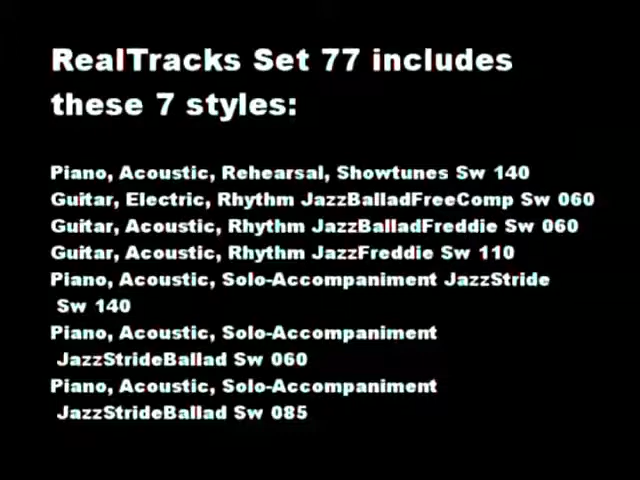 RealTracks Set 77 includes
these 7 styles:
Piano, Acoustic, Rehearsal, Showtunes Sw 140
Guitar, Electric, Rhythm JazzBalladFreeComp Sw 060
Guitar, Acoustic, Rhythm JazzBalladFreddie Sw 060
Guitar, Acoustic, Rhythm JazzFreddie Sw 110
Piano, Acoustic, Solo-Accompaniment JazzStride
Sw 140
Piano, Acoustic, Solo-Accompaniment
JazzStrideBallad Sw 060
Piano, Acoustic, Solo-Accompaniment
JazzStrideBallad Sw 085